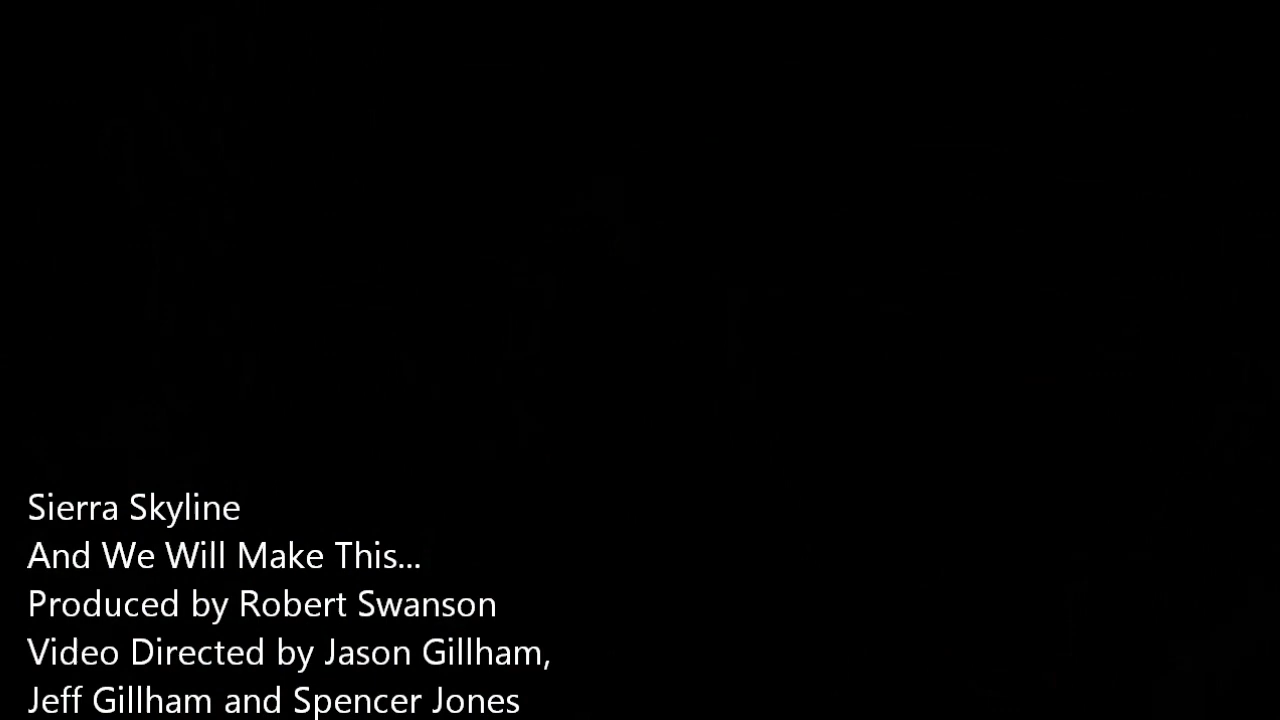 Sierra Skyline
And We Will Make This...
Produced by Robert Swanson
Video Directed by Jason Gillham,
Jeff Gillham and Spencer Jones